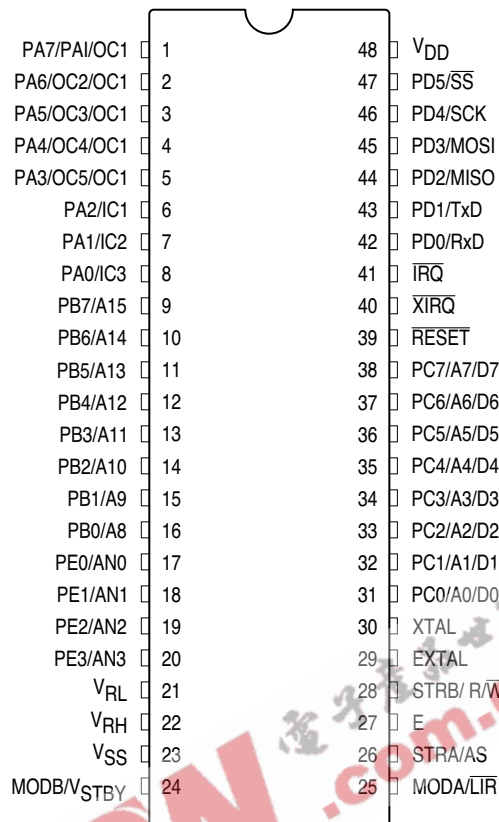 PA7/PAI/OC1 1 48 VDD
PA6/OC2/OC1 2 47 PD5/S̅S̅
PA5/OC3/OC1 3 46 PD4/SCK
PA4/OC4/OC1 4 45 PD3/MOSI
PA3/OC5/OC1 5 44 PD2/MISO
PA2/IC1 6 43 PD1/TxD
PA1/IC2 7 42 PD0/RxD
PA0/IC3 8 41 I̅R̅Q̅
PB7/A15 9 40 X̅I̅R̅Q̅
PB6/A14 10 39 R̅E̅S̅E̅T̅
PB5/A13 11 38 PC7/A7/D7
PB4/A12 12 37 PC6/A6/D6
PB3/A11 13 36 PC5/A5/D5
PB2/A10 14 35 PC4/A4/D4
PB1/A9 15 34 PC3/A3/D3
PB0/A8 16 33 PC2/A2/D2
PE0/AN0 17 32 PC1/A1/D1
PE1/AN1 18 31 PC0/A0/D0
PE2/AN2 19 30 XTAL
PE3/AN3 20 29 EXTAL
VRL 21 28 STRB/ R/W̅
VRH 22 27 E
VSS 23 26 STRA/AS
MODB/VSTBY 24 25 MODA/L̅I̅R̅
.com.